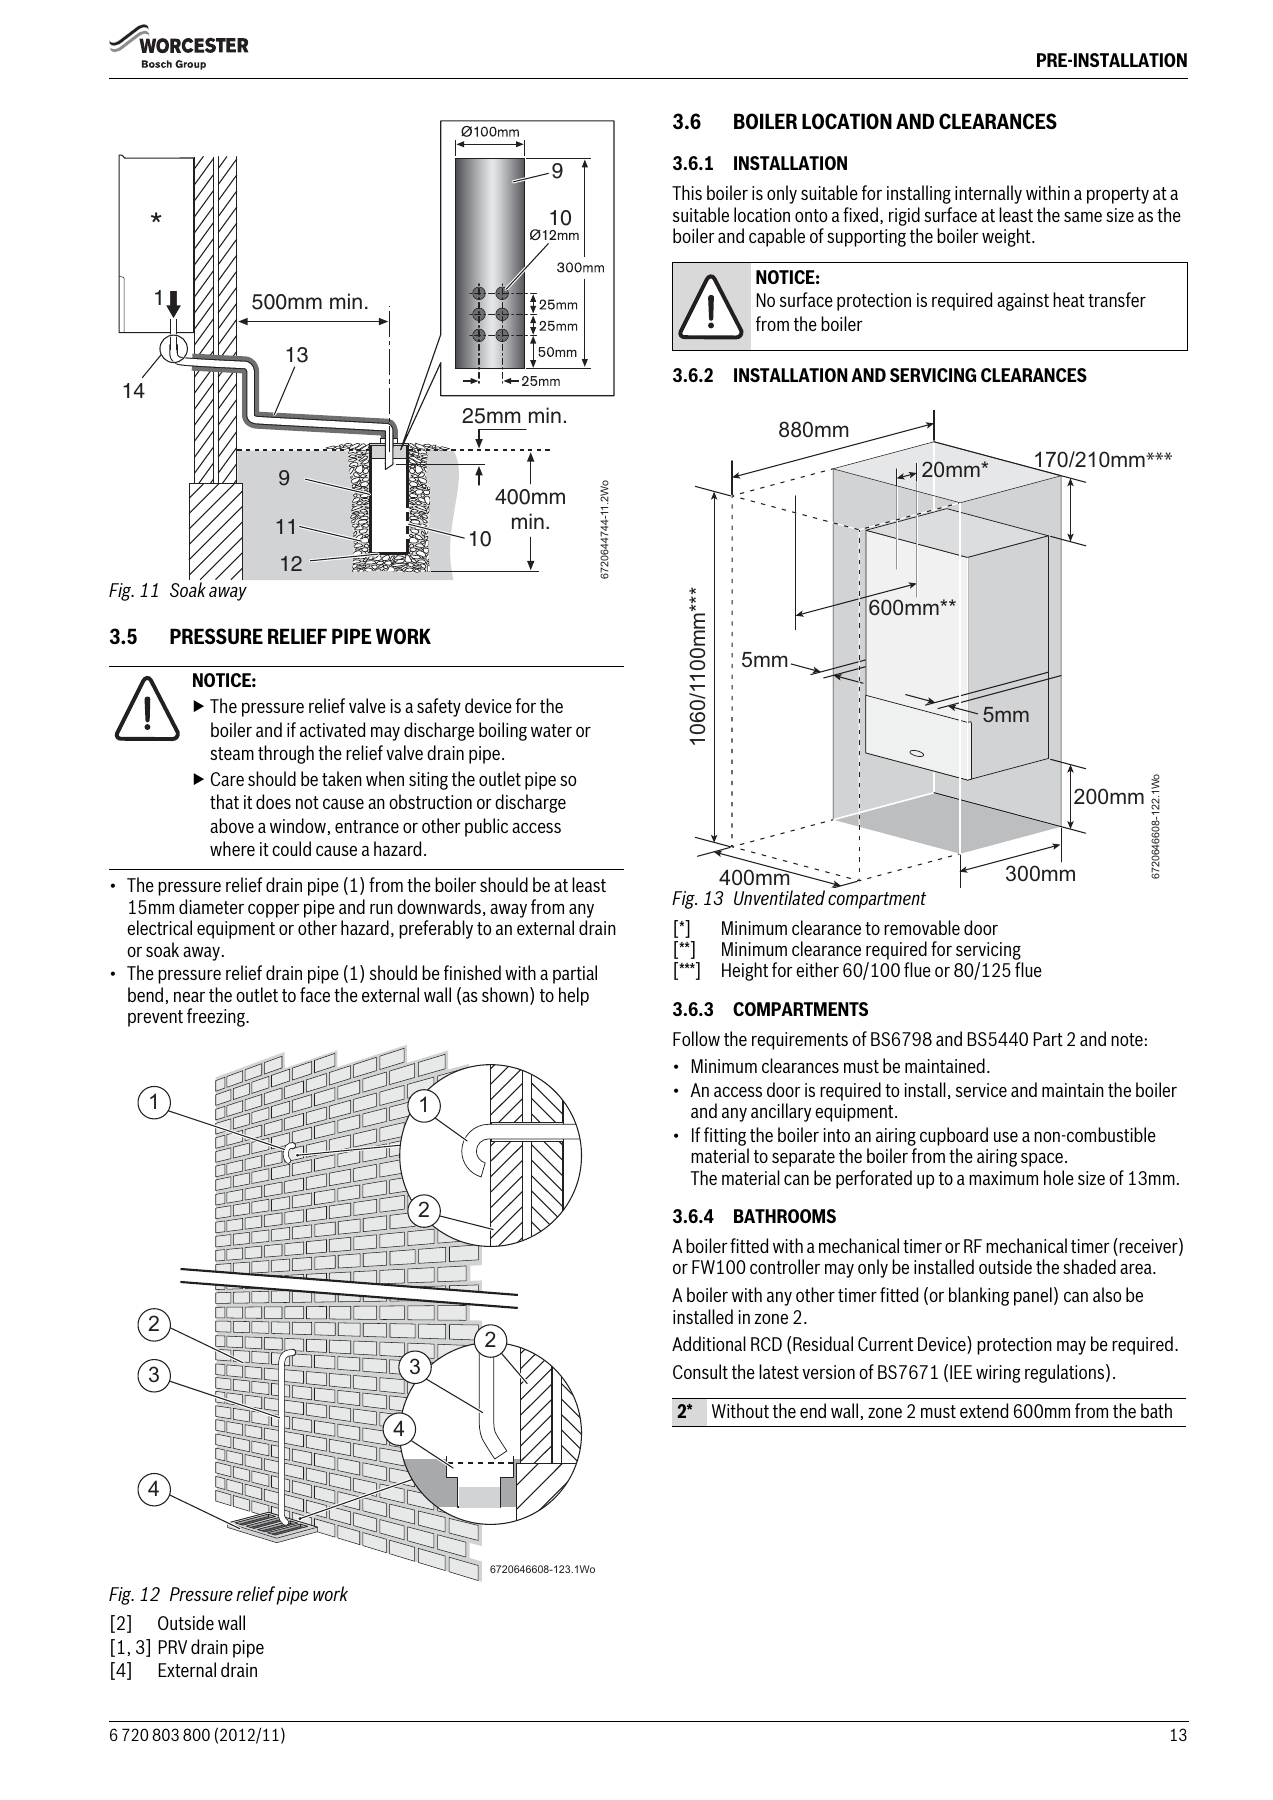 WORCESTER
Bosch Group
PRE-INSTALLATION
Ø100mm
9
10
Ø12mm
300mm
25mm
25mm
50mm
25mm
*
1
500mm min.
13
14
25mm min.
9
400mm
min.
11
10
12
6720644744-11.2Wo
Fig. 11 Soak away
3.5 PRESSURE RELIEF PIPE WORK
NOTICE:
▶ The pressure relief valve is a safety device for the
boiler and if activated may discharge boiling water or
steam through the relief valve drain pipe.
▶ Care should be taken when siting the outlet pipe so
that it does not cause an obstruction or discharge
above a window, entrance or other public access
where it could cause a hazard.
• The pressure relief drain pipe (1) from the boiler should be at least
15mm diameter copper pipe and run downwards, away from any
electrical equipment or other hazard, preferably to an external drain
or soak away.
• The pressure relief drain pipe (1) should be finished with a partial
bend, near the outlet to face the external wall (as shown) to help
prevent freezing.
1
1
2
2
2
3
3
4
4
6720646608-123.1Wo
Fig. 12 Pressure relief pipe work
[2] Outside wall
[1, 3] PRV drain pipe
[4] External drain
3.6 BOILER LOCATION AND CLEARANCES
3.6.1 INSTALLATION
This boiler is only suitable for installing internally within a property at a
suitable location onto a fixed, rigid surface at least the same size as the
boiler and capable of supporting the boiler weight.
NOTICE:
No surface protection is required against heat transfer
from the boiler
3.6.2 INSTALLATION AND SERVICING CLEARANCES
880mm
170/210mm***
20mm*
600mm**
1060/1100mm***
5mm
5mm
200mm
300mm
400mm
6720646608-122.1Wo
Fig. 13 Unventilated compartment
[*] Minimum clearance to removable door
[**] Minimum clearance required for servicing
[***] Height for either 60/100 flue or 80/125 flue
3.6.3 COMPARTMENTS
Follow the requirements of BS6798 and BS5440 Part 2 and note:
• Minimum clearances must be maintained.
• An access door is required to install, service and maintain the boiler
and any ancillary equipment.
• If fitting the boiler into an airing cupboard use a non-combustible
material to separate the boiler from the airing space.
The material can be perforated up to a maximum hole size of 13mm.
3.6.4 BATHROOMS
A boiler fitted with a mechanical timer or RF mechanical timer (receiver)
or FW100 controller may only be installed outside the shaded area.
A boiler with any other timer fitted (or blanking panel) can also be
installed in zone 2.
Additional RCD (Residual Current Device) protection may be required.
Consult the latest version of BS7671 (IEE wiring regulations).
2* Without the end wall, zone 2 must extend 600mm from the bath
6 720 803 800 (2012/11)
13